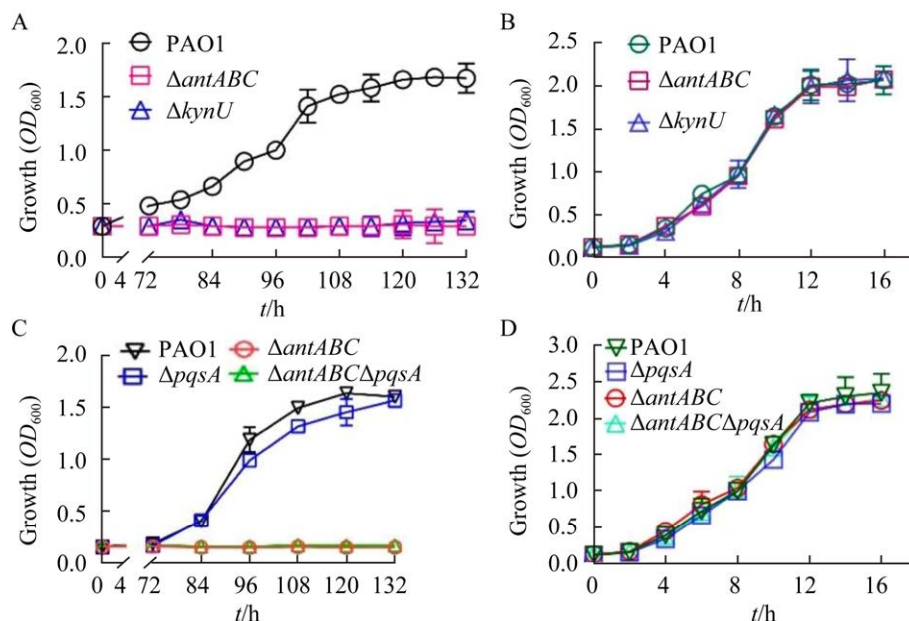 A
PAO1
ΔantABC
ΔkynU
Growth (OD600)
2.0
1.5
1.0
0.5
0.0
0 4 72 84 96 108 120 132
t/h
B
PAO1
ΔantABC
ΔkynU
Growth (OD600)
2.5
2.0
1.5
1.0
0.5
0.0
0 4 8 12 16
t/h
C
PAO1 ΔantABC
ΔpqsA ΔantABCΔpqsA
Growth (OD600)
2.0
1.5
1.0
0.5
0.0
0 4 72 84 96 108 120 132
t/h
D
PAO1
ΔpqsA
ΔantABC
ΔantABCΔpqsA
Growth (OD600)
3.0
2.5
2.0
1.5
1.0
0.5
0.0
0 4 8 12 16
t/h